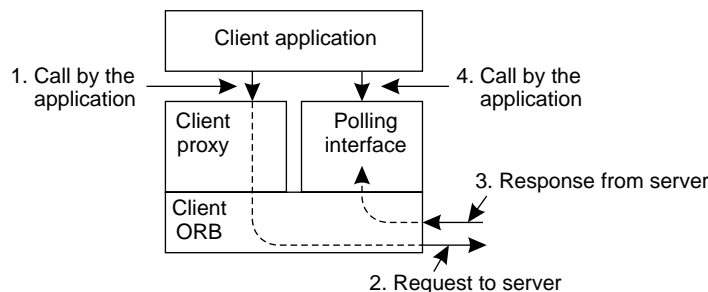 Client application
1. Call by the
application
4. Call by the
application
Client
proxy
Polling
interface
3. Response from server
Client
ORB
2. Request to server